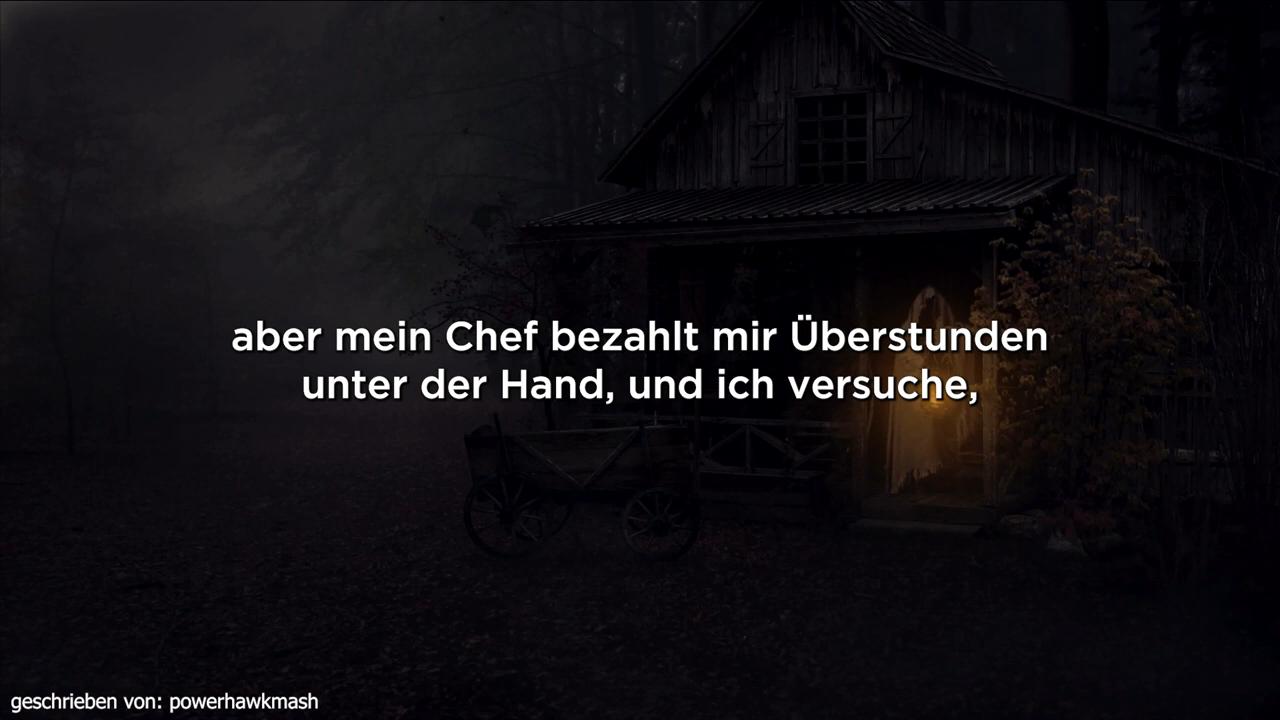 aber mein Chef bezahlt mir Überstunden
unter der Hand, und ich versuche,
geschrieben von: powerhawkmash